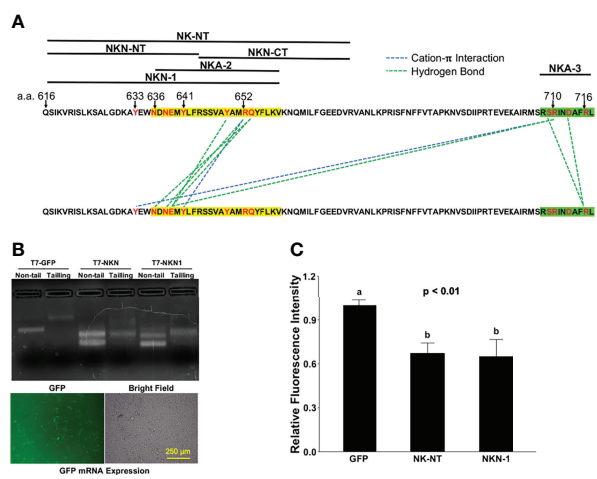 A
NK-NT
NKN-NT
NKN-CT
NKA-2
NKN-1
NKA-3
Cation-π Interaction
Hydrogen Bond
a.a. 616 633 636 641 652 710 716
QSIKVRISLKSALGDKAYEWNDNEMYLFRSSVAYAMRQYFLKVKNQMILFGEEDVRVANLKPRISFNFFVTAPKNVSDIIPRTEVEKAIRMSRSRINDAFRL
QSIKVRISLKSALGDKAYEWNDNEMYLFRSSVAYAMRQYFLKVKNQMILFGEEDVRVANLKPRISFNFFVTAPKNVSDIIPRTEVEKAIRMSRSRINDAFRL
B
T7-GFP T7-NKN T7-NKN1
Non-tail Tailling Non-tail Tailling Non-tail Tailling
GFP Bright Field
250 µm
GFP mRNA Expression
C
Relative Fluorescence Intensity
1.2
0.9
0.6
0.3
0.0
a
b
b
p < 0.01
GFP NK-NT NKN-1